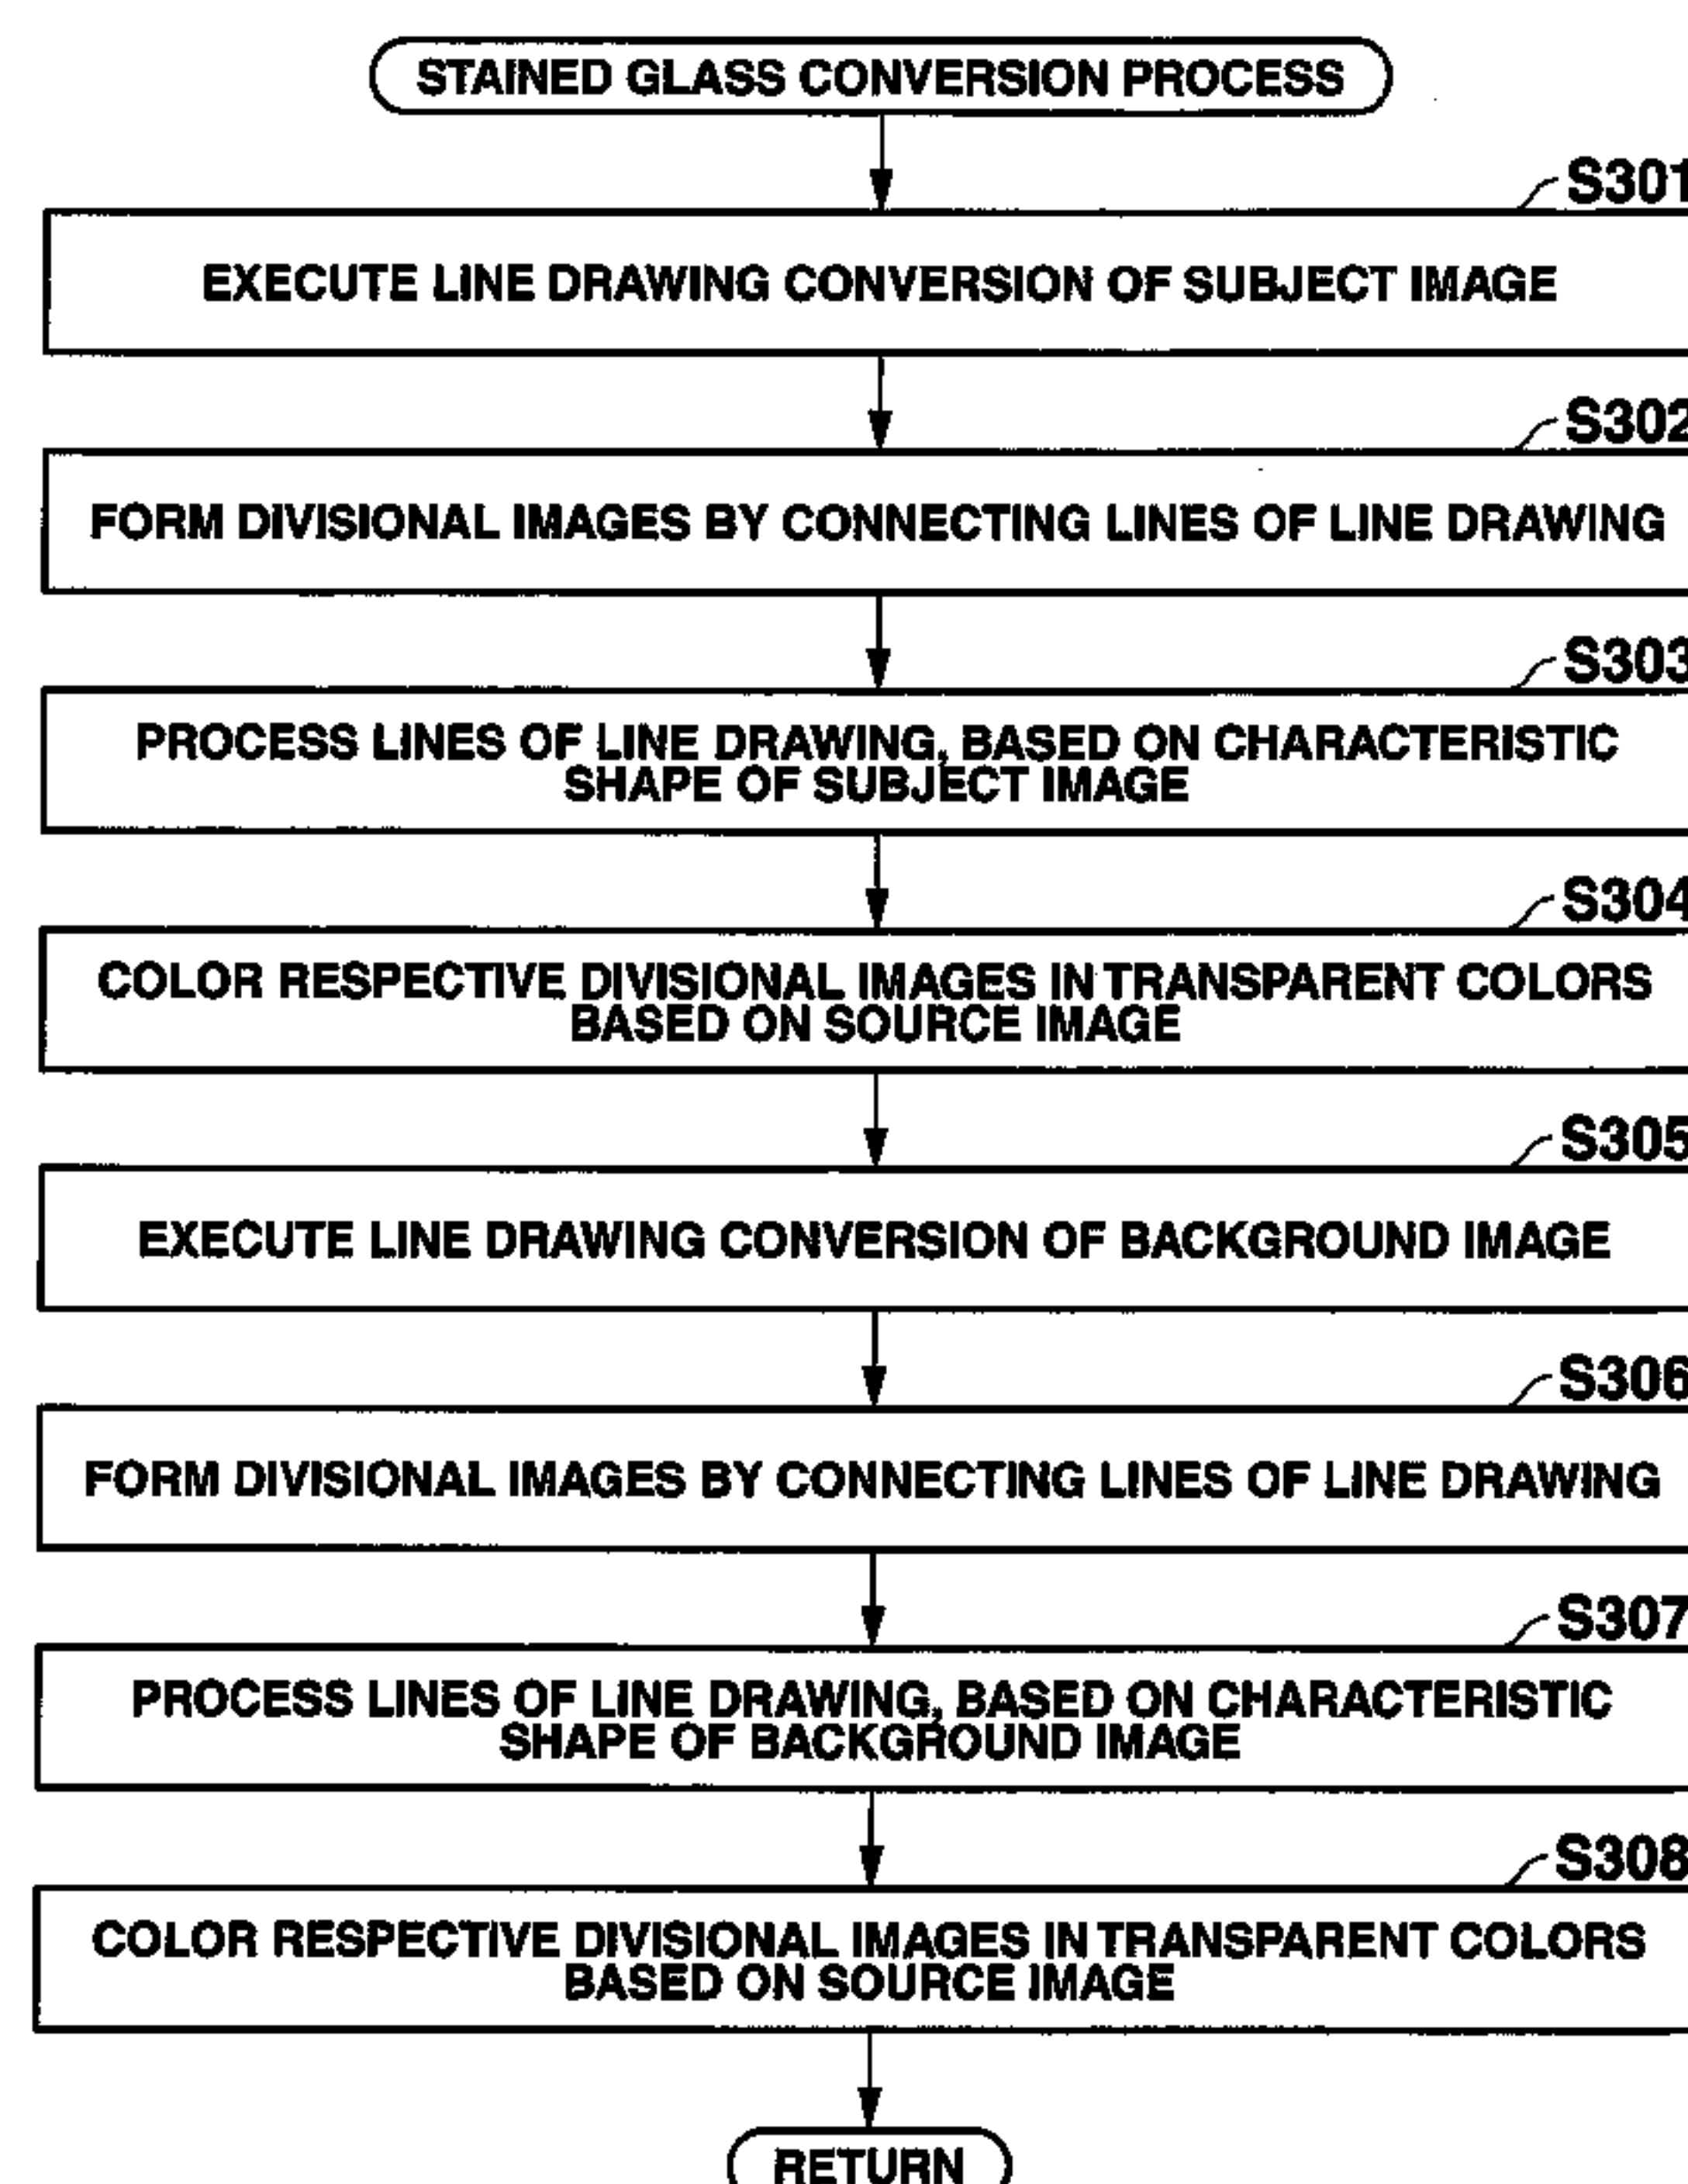 STAINED GLASS CONVERSION PROCESS
S301
EXECUTE LINE DRAWING CONVERSION OF SUBJECT IMAGE
S302
FORM DIVISIONAL IMAGES BY CONNECTING LINES OF LINE DRAWING
S303
PROCESS LINES OF LINE DRAWING, BASED ON CHARACTERISTIC
SHAPE OF SUBJECT IMAGE
S304
COLOR RESPECTIVE DIVISIONAL IMAGES IN TRANSPARENT COLORS
BASED ON SOURCE IMAGE
S305
EXECUTE LINE DRAWING CONVERSION OF BACKGROUND IMAGE
S306
FORM DIVISIONAL IMAGES BY CONNECTING LINES OF LINE DRAWING
S307
PROCESS LINES OF LINE DRAWING, BASED ON CHARACTERISTIC
SHAPE OF BACKGROUND IMAGE
S308
COLOR RESPECTIVE DIVISIONAL IMAGES IN TRANSPARENT COLORS
BASED ON SOURCE IMAGE
RETURN